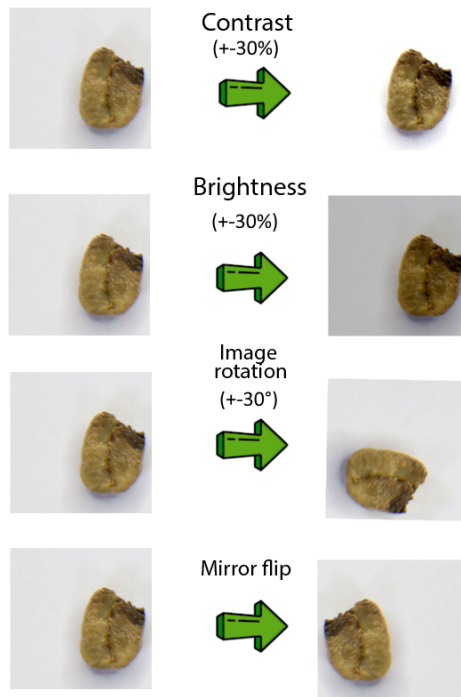 Contrast
(+-30%)
Brightness
(+-30%)
Image
rotation
(+-30°)
Mirror flip